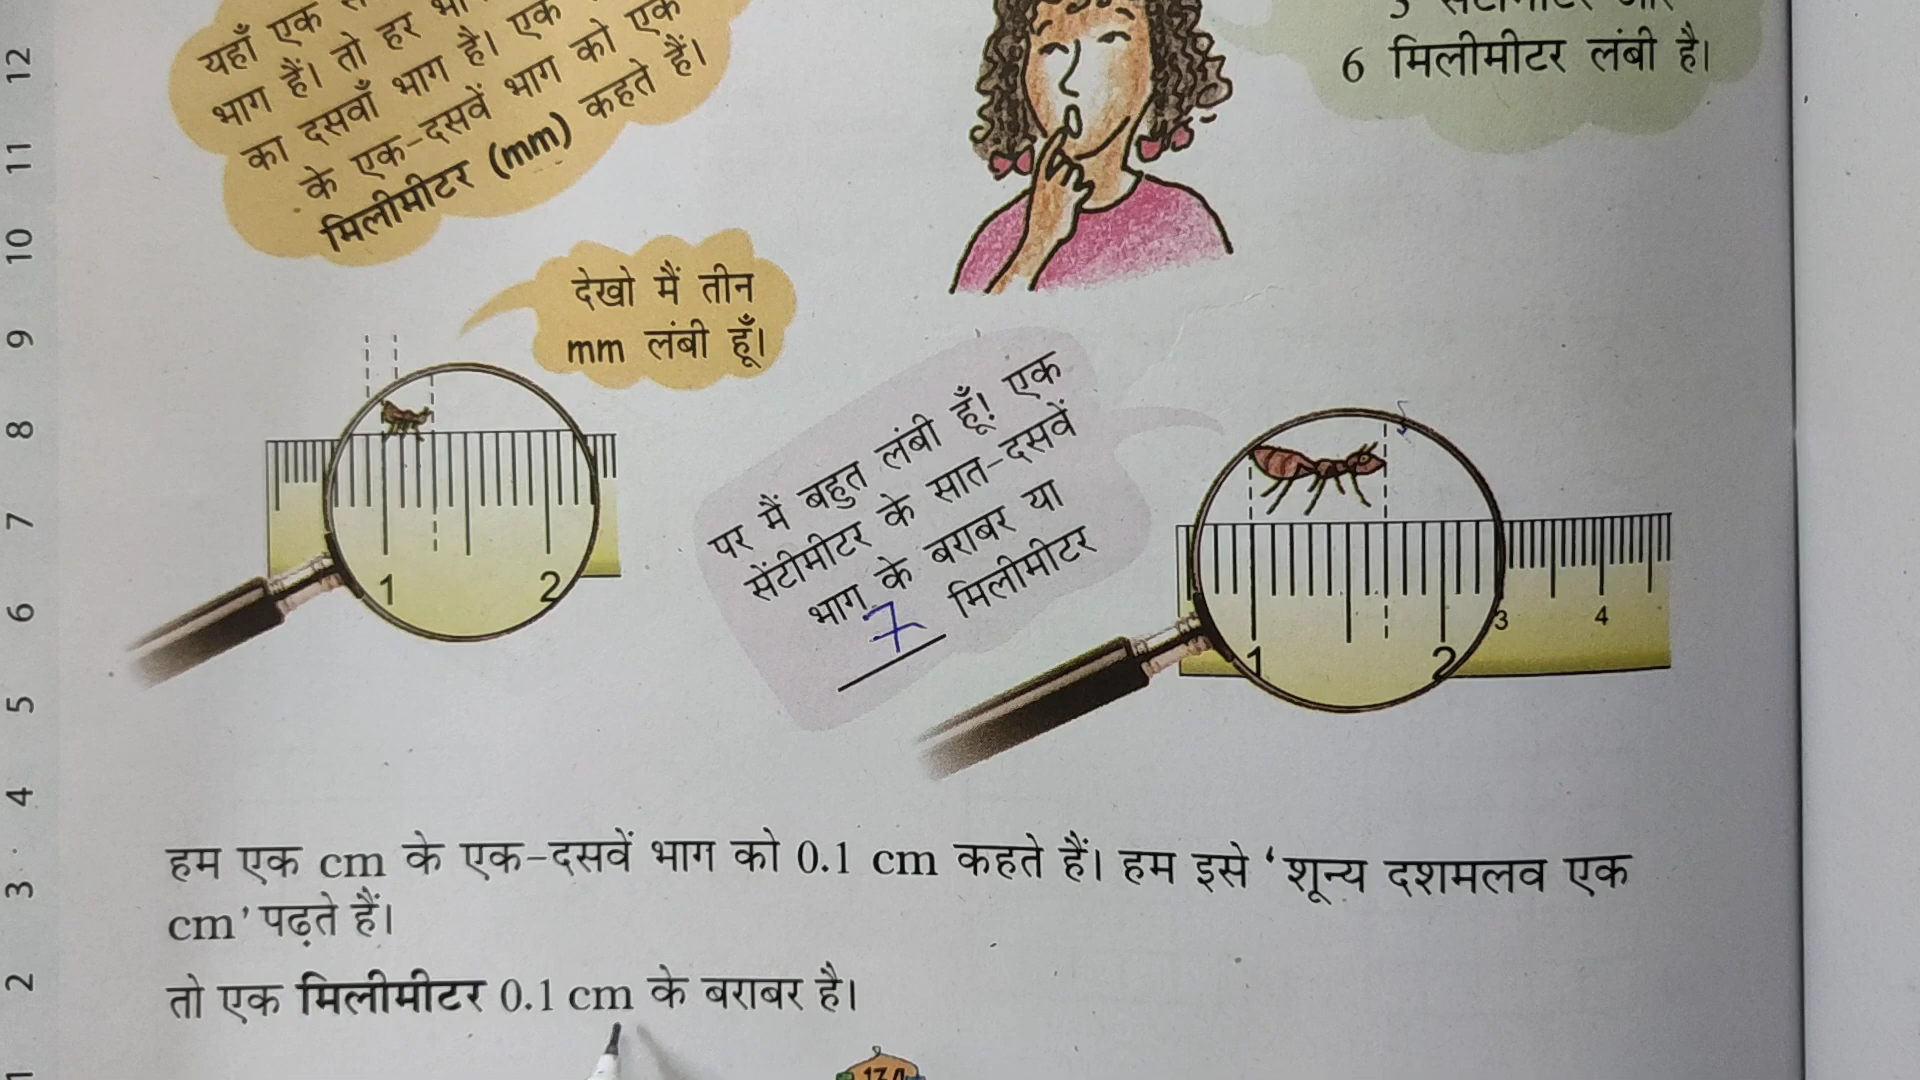 यहाँ एक
भाग हैं। तो हर
का दसवाँ भाग है। एक
के एक-दसवें भाग को एक
मिलीमीटर (mm) कहते हैं।
6 मिलीमीटर लंबी है।
देखो मैं तीन
mm लंबी हूँ।
पर मैं बहुत लंबी हूँ! एक
सेंटीमीटर के सात-दसवें
भाग के बराबर या
7 मिलीमीटर
1 2
1 2 3 4
हम एक cm के एक-दसवें भाग को 0.1 cm कहते हैं। हम इसे ‘शून्य दशमलव एक
cm’ पढ़ते हैं।
तो एक मिलीमीटर 0.1 cm के बराबर है।
12
11
10
9
8
7
6
5
4
3
2
1